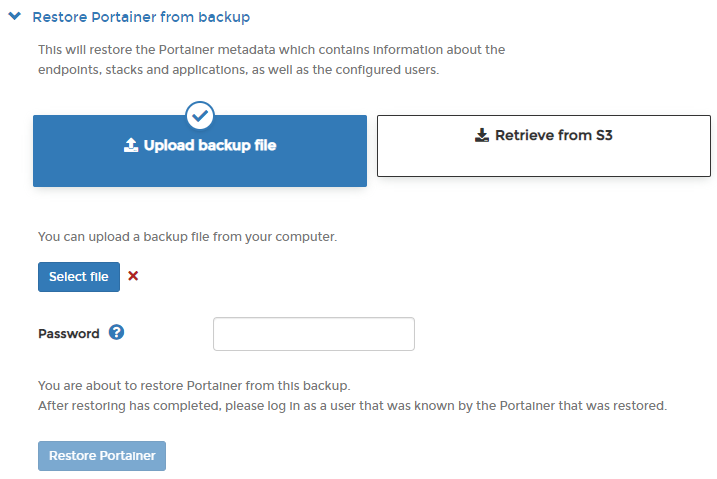 Restore Portainer from backup
This will restore the Portainer metadata which contains information about the
endpoints, stacks and applications, as well as the configured users.
Upload backup file
Retrieve from S3
You can upload a backup file from your computer.
Select file
Password
You are about to restore Portainer from this backup.
After restoring has completed, please log in as a user that was known by the Portainer that was restored.
Restore Portainer